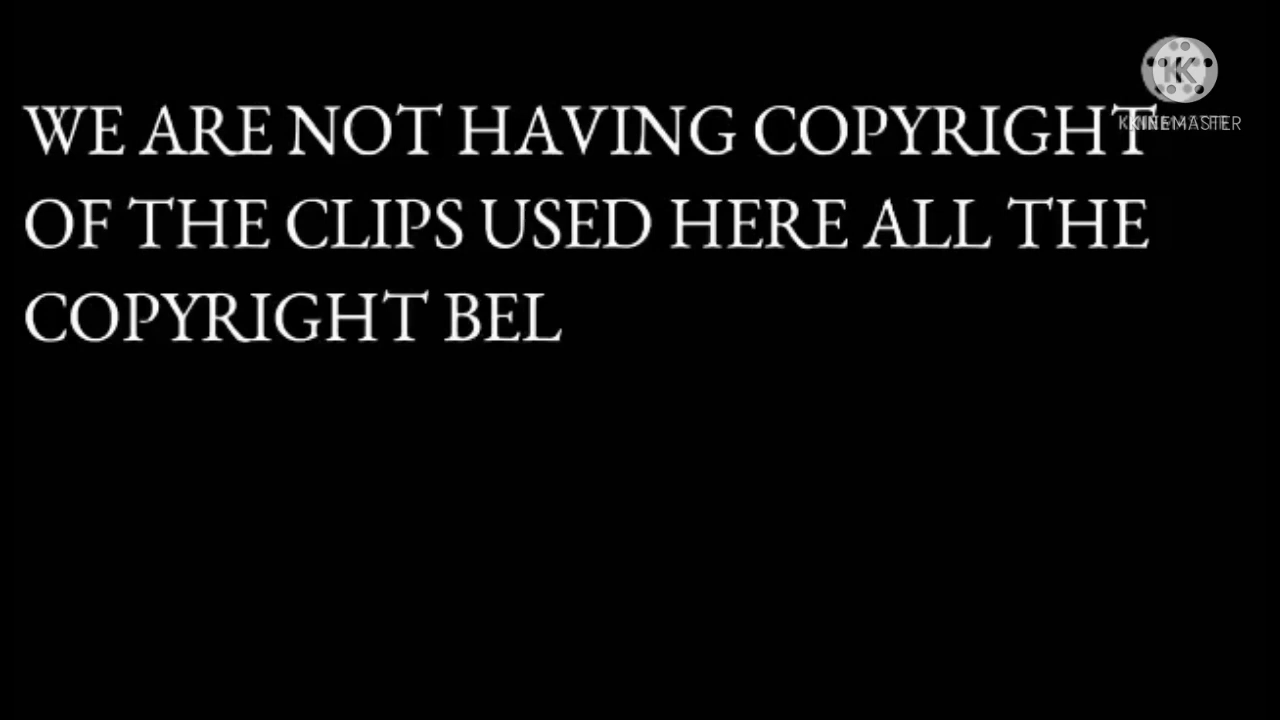 WE ARE NOT HAVING COPYRIGHT
OF THE CLIPS USED HERE ALL THE
COPYRIGHT BEL
KINEMASTER